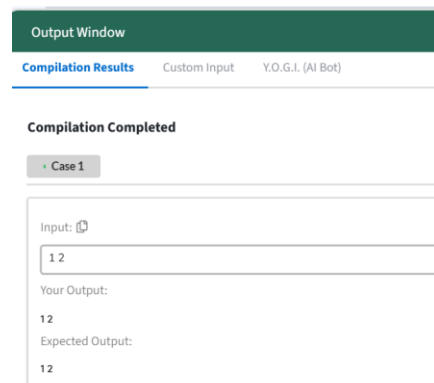 Output Window
Compilation Results Custom Input Y.O.G.I. (AI Bot)
Compilation Completed
Case 1
Input:
1 2
Your Output:
1 2
Expected Output:
1 2